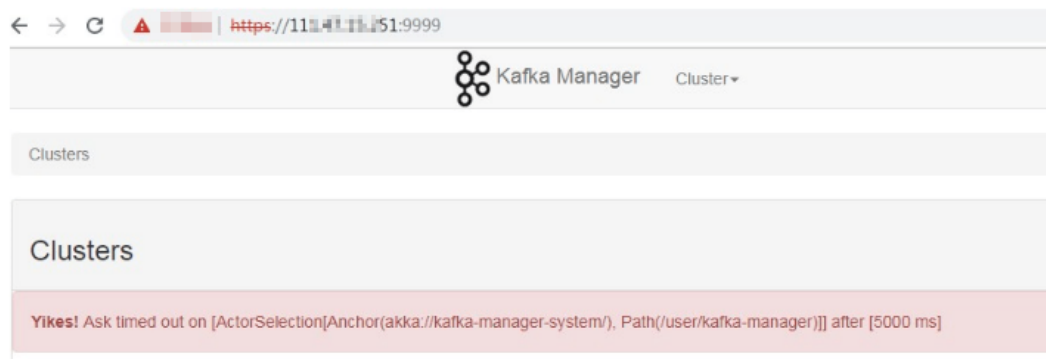 https://11
51:9999
Kafka Manager Cluster
Clusters
Clusters
Yikes! Ask timed out on [ActorSelection[Anchor(akka://kafka-manager-system/), Path(/user/kafka-manager)]] after [5000 ms]